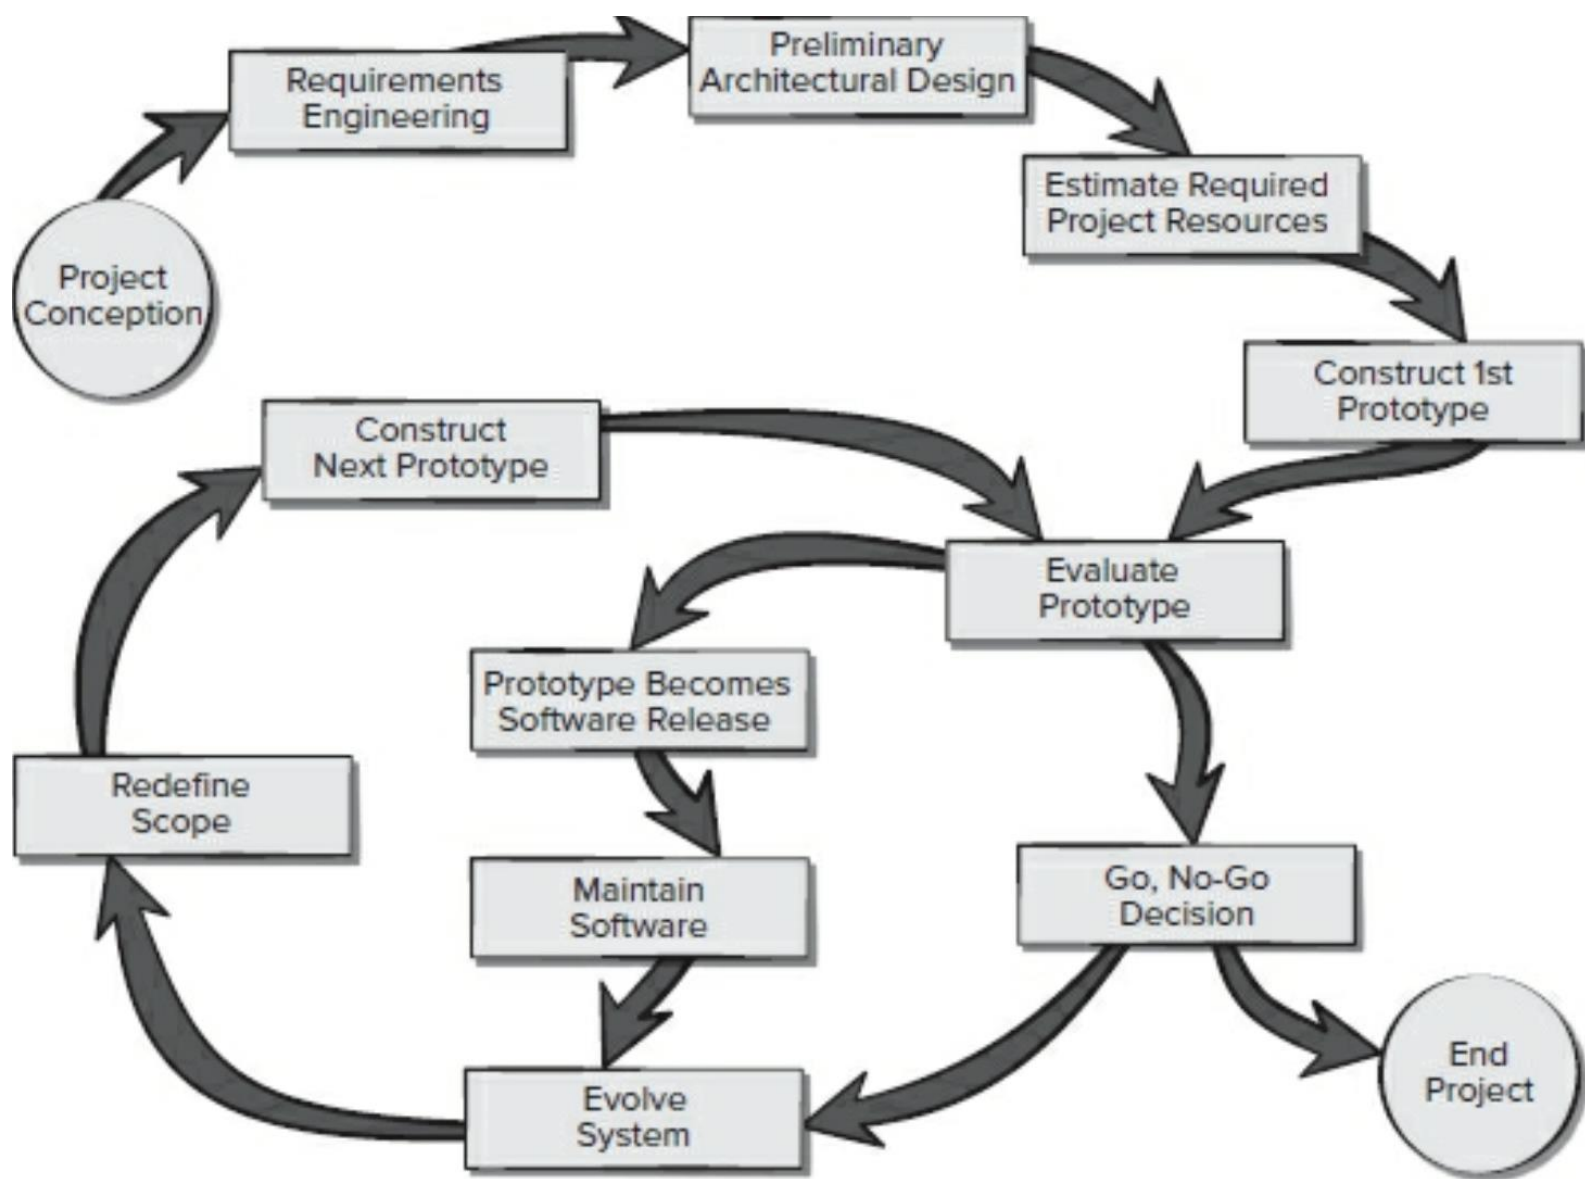 Preliminary
Architectural Design
Requirements
Engineering
Estimate Required
Project Resources
Project
Conception
Construct 1st
Prototype
Construct
Next Prototype
Evaluate
Prototype
Prototype Becomes
Software Release
Redefine
Scope
Maintain
Software
Go, No-Go
Decision
End
Project
Evolve
System